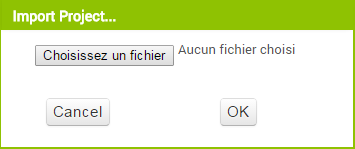 Import Project...
Choisissez un fichier Aucun fichier choisi
Cancel OK